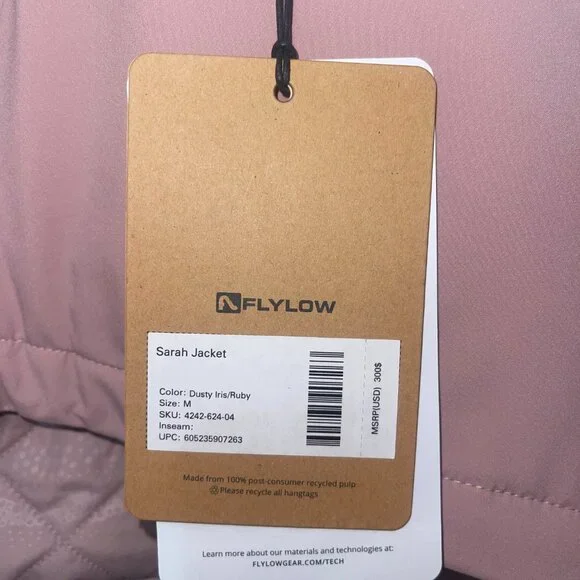 FLYLOW
Sarah Jacket
Color: Dusty Iris/Ruby
Size: M
SKU: 4242-624-04
Inseam:
UPC: 605235907263
MSRP(USD) 300$
Made from 100% post-consumer recycled pulp
Please recycle all hangtags
Learn more about our materials and technologies at:
FLYLOWGEAR.COM/TECH